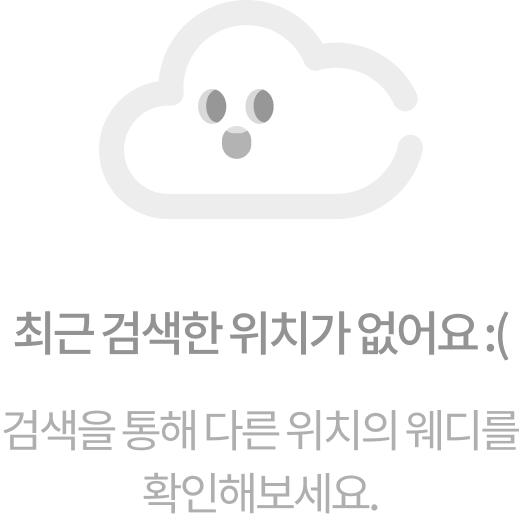 최근 검색한 위치가 없어요 :(
검색을 통해 다른 위치의 웨디를
확인해보세요.